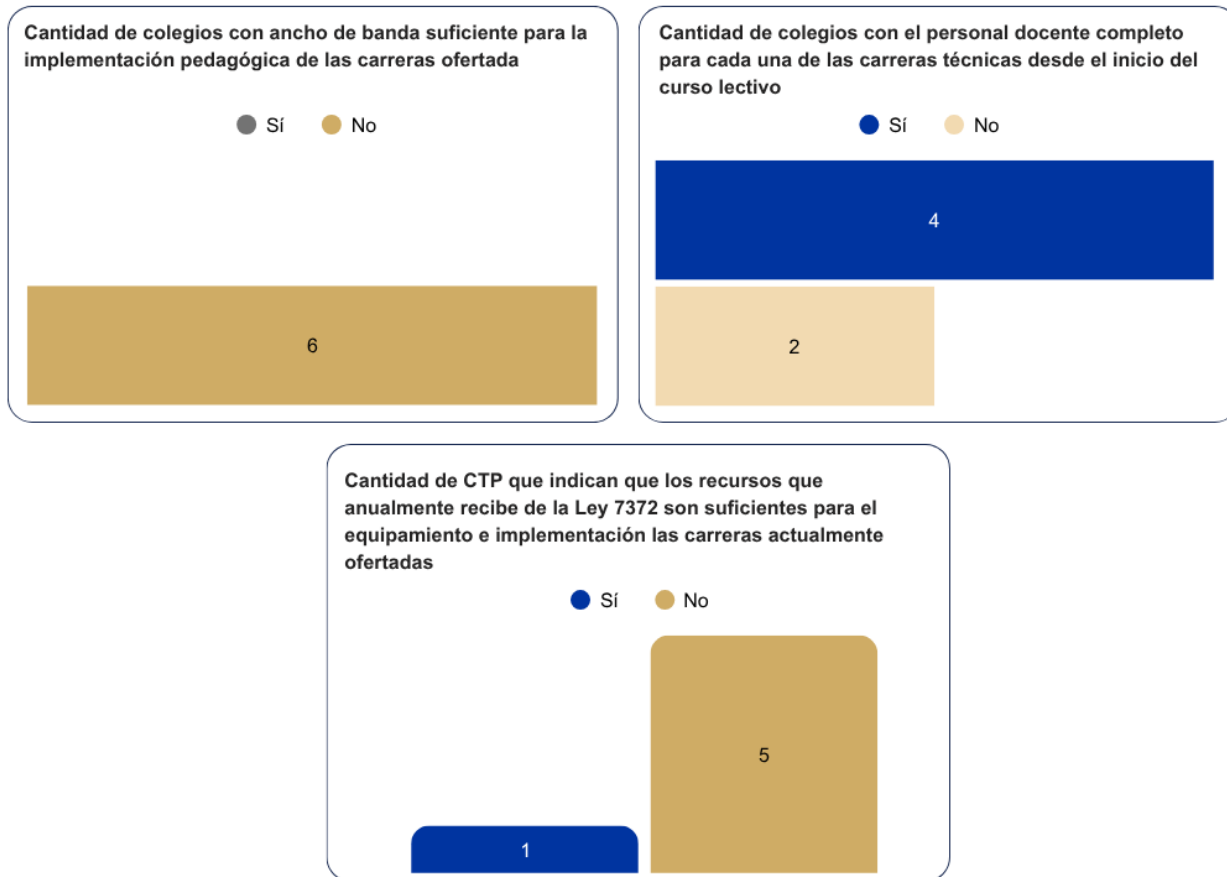 Cantidad de colegios con ancho de banda suficiente para la
implementación pedagógica de las carreras ofertada
Sí No
6
Cantidad de colegios con el personal docente completo
para cada una de las carreras técnicas desde el inicio del
curso lectivo
Sí No
4
2
Cantidad de CTP que indican que los recursos que
anualmente recibe de la Ley 7372 son suficientes para el
equipamiento e implementación las carreras actualmente
ofertadas
Sí No
5
1